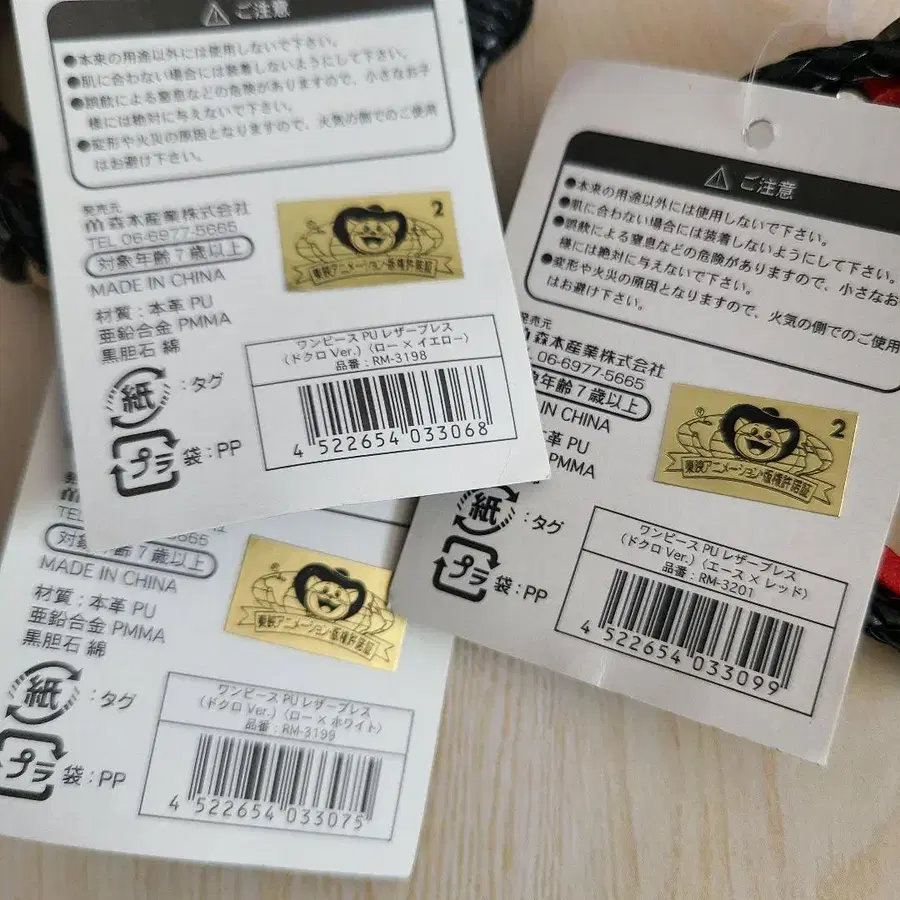 ご注意
●本来の用途以外には使用しないで下さい。
●肌に合わない場合には装着しないようにして下さい。
●誤飲による窒息などの危険がありますので、小さなお子
様には絶対に与えないで下さい。
●変形や火災の原因となりますので、火気の側でのご使用
はお避け下さい。
発売元
m森本産業株式会社
TEL 06-6977-5665
対象年齢7歳以上
MADE IN CHINA
材質:本革 PU
亜鉛合金 PMMA
黒胆石 綿
紙:タグ
プラ 袋:PP
2
東映アニメーション版権許諾証
ワンピース PU レザーブレス
(ドクロ Ver.)〈ロー × イエロー〉
品番:RM-3198
4 522654 033068
ご注意
●本来の用途以外には使用しないで下さい。
●肌に合わない場合には装着しないようにして下さい。
●誤飲による窒息などの危険がありますので、小さなお
様には絶対に与えないで下さい。
●変形や火災の原因となりますので、火気の側でのご使用
はお避け下さい。
発売元
m森本産業株式会社
06-6977-5665
象年齢7歳以上
IN CHINA
本革 PU
PMMA
紙:タグ
プラ 袋:PP
®
2
東映アニメーション版権許諾証
ワンピース PU レザーブレス
(ドクロ Ver.)〈エース × レッド〉
品番:RM-3201
4 522654 033099
TEL
対象年齢7歳以上
MADE IN CHINA
材質:本革 PU
亜鉛合金 PMMA
黒胆石 綿
紙:タグ
プラ 袋:PP
東映アニメーション版権許諾証
ワンピース PU レザーブレス
(ドクロ Ver.)〈ロー × ホワイト〉
品番:RM-3199
4 522654 033075